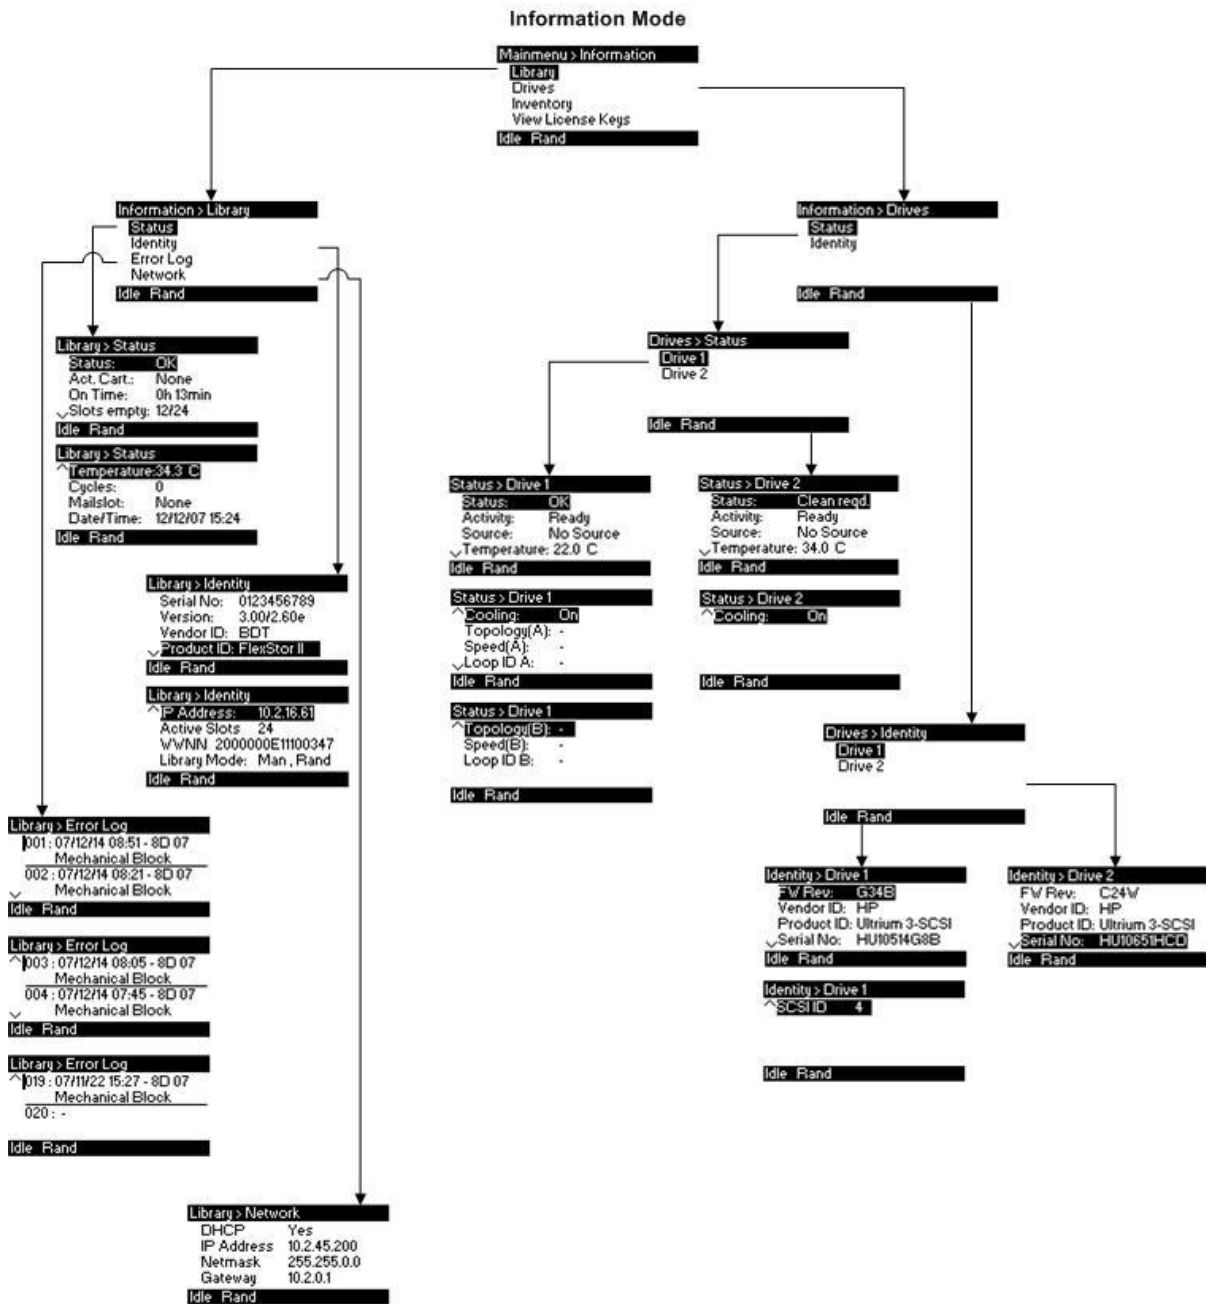 Information Mode
Mainmenu > Information
Library
Drives
Inventory
View License Keys
Idle Rand
Information > Library
Status
Identity
Error Log
Network
Idle Rand
Information > Drives
Status
Identity
Idle Rand
Library > Status
Status: OK
Act. Cart.: None
On Time: 0h 13min
Slots empty: 12/24
Idle Rand
Library > Status
Temperature: 34.3 C
Cycles: 0
Mailslot: None
Date/Time: 12/12/07 15:24
Idle Rand
Drives > Status
Drive 1
Drive 2
Idle Rand
Status > Drive 1
Status: OK
Activity: Ready
Source: No Source
Temperature: 22.0 C
Idle Rand
Status > Drive 1
Cooling: On
Topology(A): -
Speed(A): -
Loop ID A: -
Idle Rand
Status > Drive 1
Topology(B): -
Speed(B): -
Loop ID B: -
Idle Rand
Status > Drive 2
Status: Clean reqd.
Activity: Ready
Source: No Source
Temperature: 34.0 C
Idle Rand
Status > Drive 2
Cooling: On
Idle Rand
Library > Identity
Serial No: 0123456789
Version: 3.00/2.60e
Vendor ID: BDT
Product ID: FlexStor II
Idle Rand
Library > Identity
IP Address: 10.2.16.61
Active Slots 24
WWNN 2000000E11100347
Library Mode: Man , Rand
Idle Rand
Drives > Identity
Drive 1
Drive 2
Idle Rand
Library > Error Log
001 : 07/12/14 08:51 - 8D 07
Mechanical Block
002 : 07/12/14 08:21 - 8D 07
Mechanical Block
Idle Rand
Library > Error Log
003 : 07/12/14 08:05 - 8D 07
Mechanical Block
004 : 07/12/14 07:45 - 8D 07
Mechanical Block
Idle Rand
Library > Error Log
019 : 07/11/22 15:27 - 8D 07
Mechanical Block
020 : -
Idle Rand
Identity > Drive 1
FW Rev: G34B
Vendor ID: HP
Product ID: Ultrium 3-SCSI
Serial No: HU10514G8B
Idle Rand
Identity > Drive 1
SCSI ID 4
Idle Rand
Identity > Drive 2
FW Rev: C24W
Vendor ID: HP
Product ID: Ultrium 3-SCSI
Serial No: HU10651HCD
Idle Rand
Library > Network
DHCP Yes
IP Address 10.2.45.200
Netmask 255.255.0.0
Gateway 10.2.0.1
Idle Rand